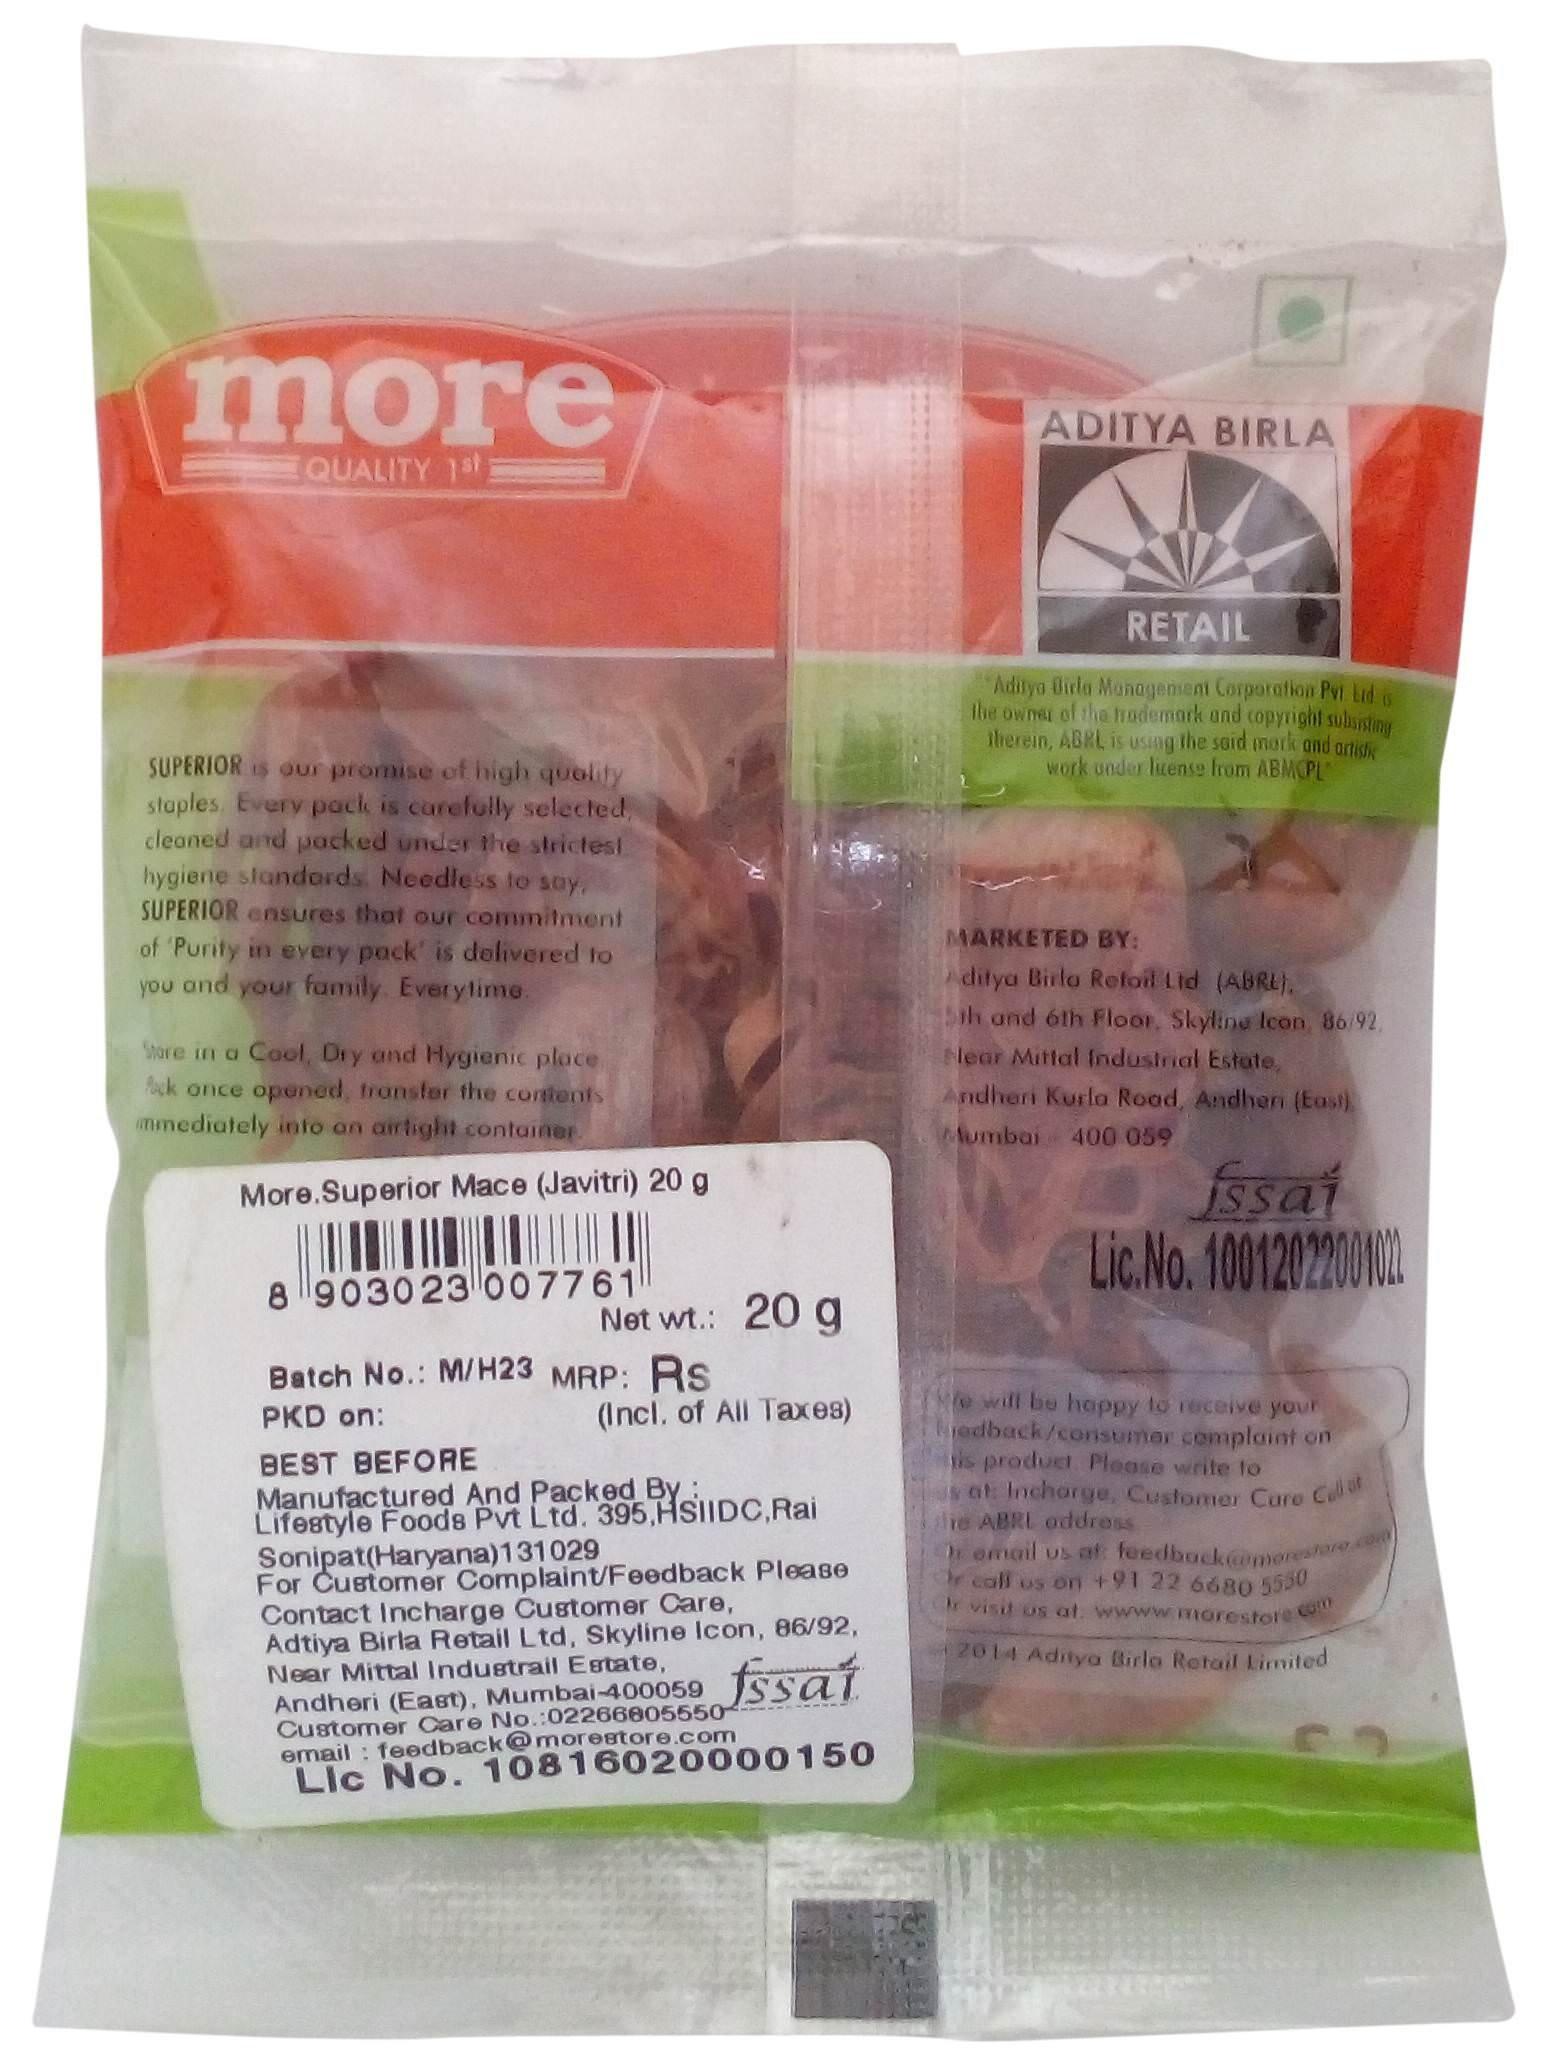 more
QUALITY 1st
ADITYA BIRLA
RETAIL
"Aditya Birla Management Corporation Pvt. Ltd is
the owner of the trademark and copyright subsisting
therein, ABRL is using the said mark and artistic
work under license from ABMCPL"
SUPERIOR is our promise of high quality
staples. Every pack is carefully selected,
cleaned and packed under the strictest
hygiene standards. Needless to say,
SUPERIOR ensures that our commitment
of 'Purity in every pack' is delivered to
you and your family. Everytime.
Store in a Cool, Dry and Hygienic place
Pack once opened, transfer the contents
immediately into an airtight container.
MARKETED BY:
Aditya Birla Retail Ltd (ABRL),
5th and 6th Floor, Skyline Icon, 86/92,
Near Mittal Industrial Estate,
Andheri Kurla Road, Andheri (East),
Mumbai - 400 059
fssai
Lic.No. 10012022001022
We will be happy to receive your
feedback/consumer complaint on
this product. Please write to
us at: Incharge, Customer Care Cell at
the ABRL address
Or email us at: feedback@morestore.com
Or call us on +91 22 6680 5550
Or visit us at: wwww.morestore.com
2014 Aditya Birla Retail Limited
More.Superior Mace (Javitri) 20 g
8 903023 007761
Net wt.: 20 g
Batch No.: M/H23 MRP: Rs
PKD on: (Incl. of All Taxes)
BEST BEFORE
Manufactured And Packed By :
Lifestyle Foods Pvt Ltd. 395,HSIIDC,Rai
Sonipat(Haryana)131029
For Customer Complaint/Feedback Please
Contact Incharge Customer Care,
Adtiya Birla Retail Ltd, Skyline Icon, 86/92,
Near Mittal Industrail Estate,
Andheri (East), Mumbai-400059
Customer Care No.:02266805550
email : feedback@morestore.com
fssai
Lic No. 10816020000150